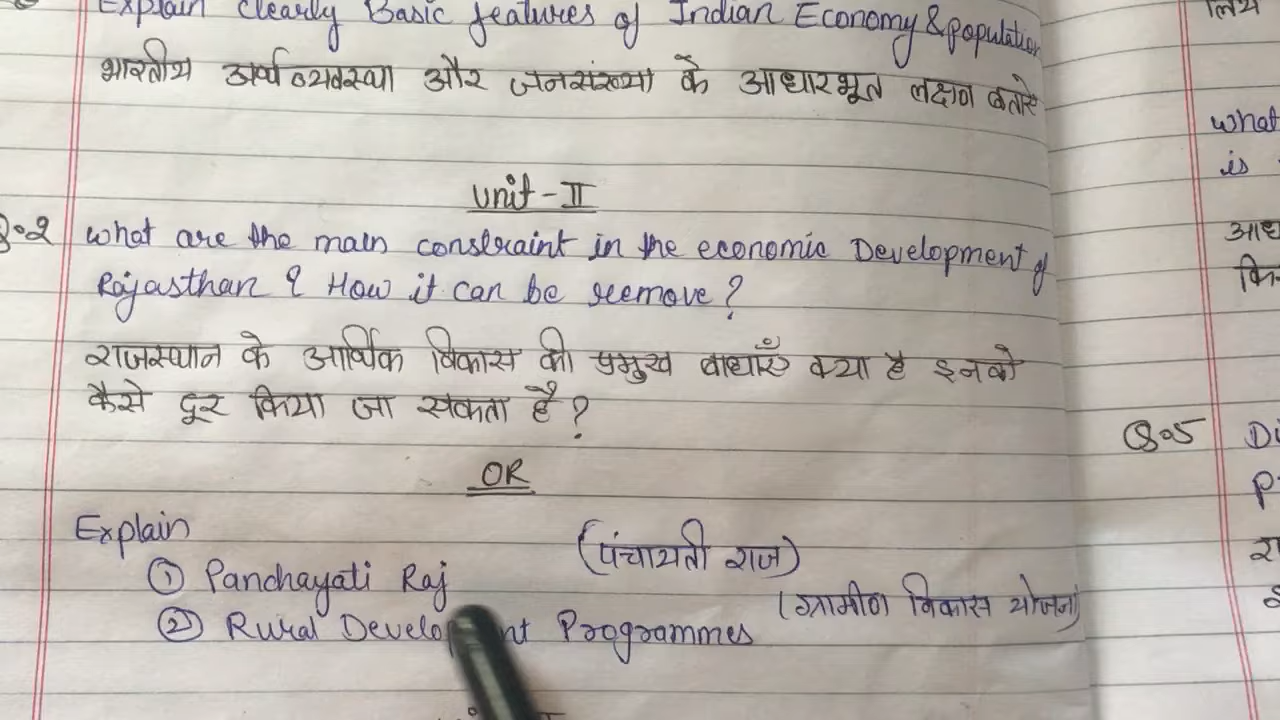 Explain clearly Basic features of Indian Economy & population
भारतीय अर्थव्यवस्था और जनसंख्या के आधारभूत लक्षण बताऐ
Unit-II
Q.2 What are the main constraint in the economic Development of
Rajasthan & How it can be remove?
राजस्थान के आर्थिक विकास की प्रमुख बाधाएँ क्या है इनको
कैसे दूर किया जा सकता है?
OR
Explain
① Panchayati Raj (पंचायती राज)
② Rural Development Programmes (ग्रामीण विकास योजना)
what
is
Q.5